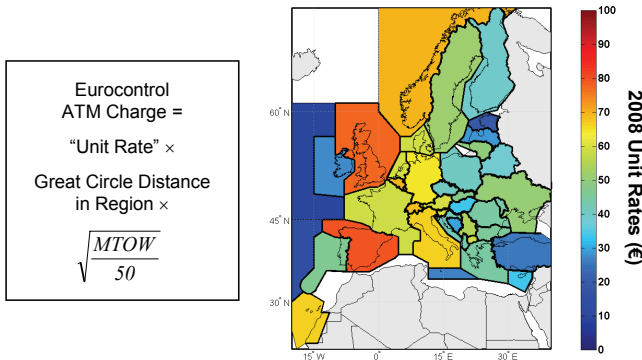 Eurocontrol
ATM Charge =
“Unit Rate” ×
Great Circle Distance
in Region ×
√(MTOW/50)
60°N
45°N
30°N
15°W
0°
15°E
30°E
100
90
80
70
60
50
40
30
20
10
0
2008 Unit Rates (€)